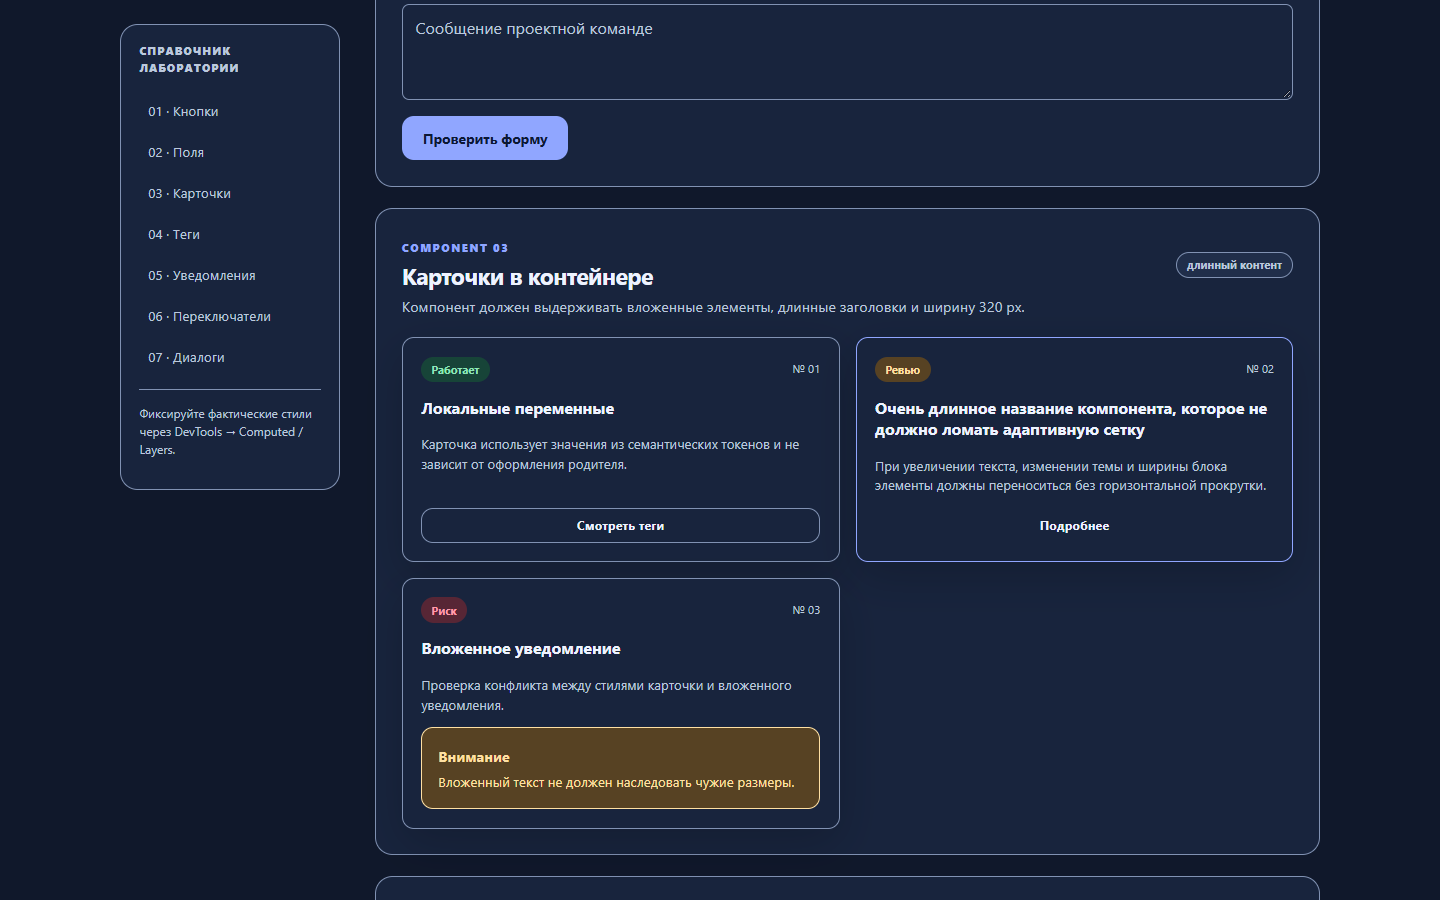 СПРАВОЧНИК
ЛАБОРАТОРИИ
01 · Кнопки
02 · Поля
03 · Карточки
04 · Теги
05 · Уведомления
06 · Переключатели
07 · Диалоги
Фиксируйте фактические стили
через DevTools → Computed /
Layers.
Сообщение проектной команде
Проверить форму
COMPONENT 03
Карточки в контейнере
Компонент должен выдерживать вложенные элементы, длинные заголовки и ширину 320 px.
длинный контент
Работает
№ 01
Локальные переменные
Карточка использует значения из семантических токенов и не
зависит от оформления родителя.
Смотреть теги
Ревью
№ 02
Очень длинное название компонента, которое не
должно ломать адаптивную сетку
При увеличении текста, изменении темы и ширины блока
элементы должны переноситься без горизонтальной прокрутки.
Подробнее
Риск
№ 03
Вложенное уведомление
Проверка конфликта между стилями карточки и вложенного
уведомления.
Внимание
Вложенный текст не должен наследовать чужие размеры.